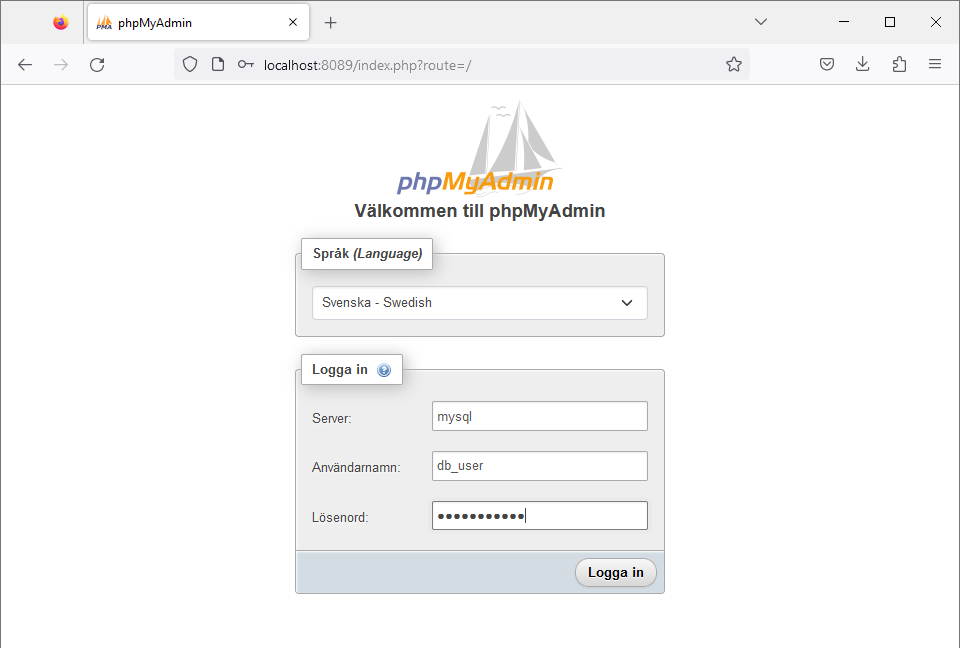 phpMyAdmin
localhost:8089/index.php?route=/
phpMyAdmin
Välkommen till phpMyAdmin
Språk (Language)
Svenska - Swedish
Logga in
Server:
mysql
Användarnamn:
db_user
Lösenord:
●●●●●●●●●●●
Logga in